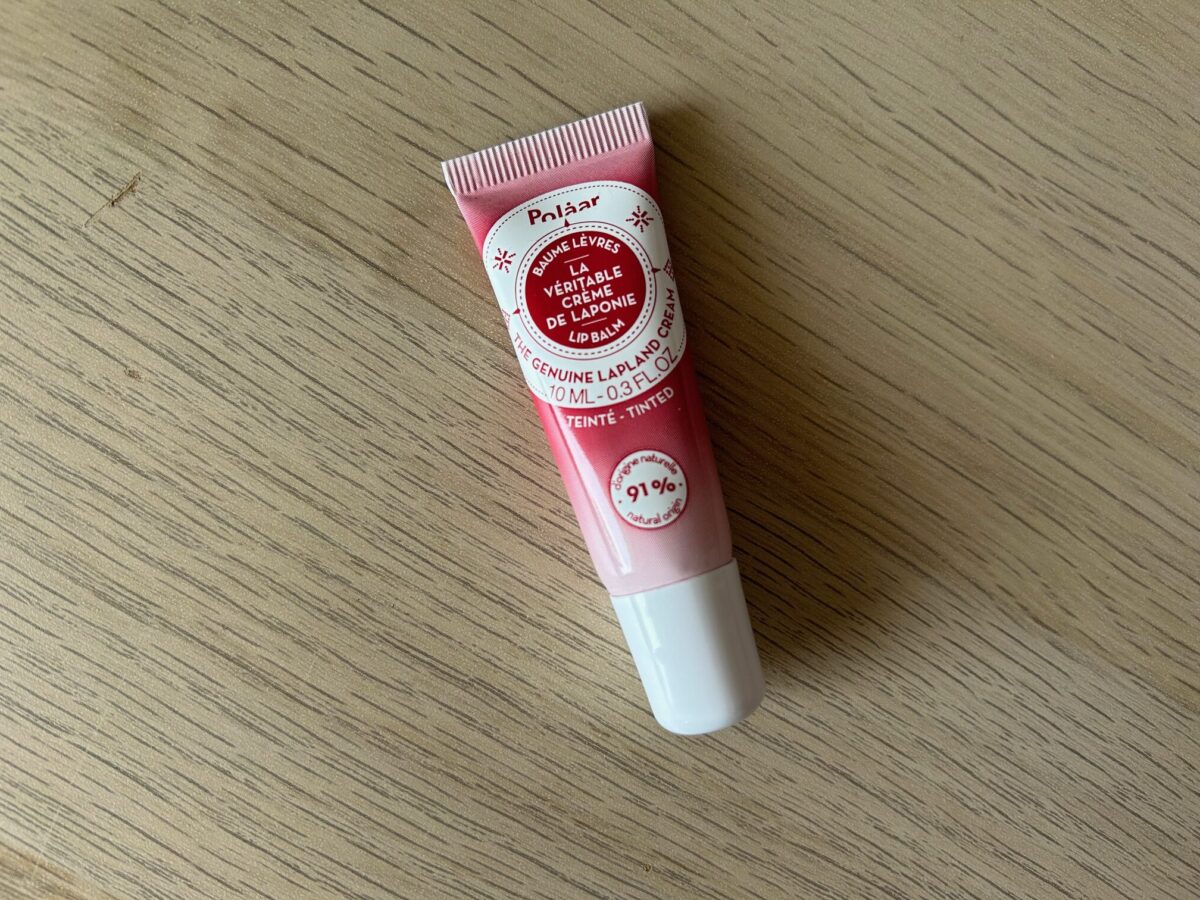 Polåar
BAUME LÈVRES
LA
VÉRITABLE
CRÈME
DE LAPONIE
LIP BALM
THE GENUINE LAPLAND CREAM
10 ML - 0.3 FL.OZ
TEINTÉ - TINTED
d'origine naturelle
91 %
natural origin